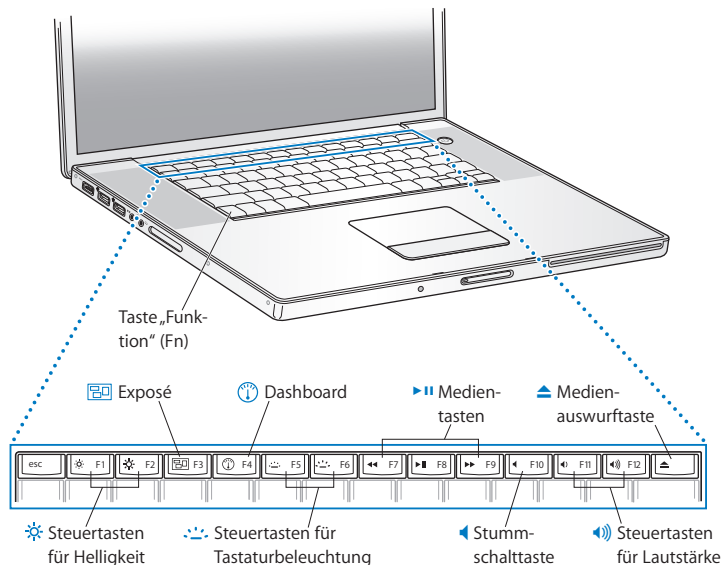 Taste „Funk-
tion“ (Fn)
Exposé
Dashboard
Medien-
tasten
Medien-
auswurftaste
esc F1 F2 F3 F4 F5 F6 F7 F8 F9 F10 F11 F12
Steuertasten
für Helligkeit
Steuertasten für
Tastaturbeleuchtung
Stumm-
schalttaste
Steuertasten
für Lautstärke